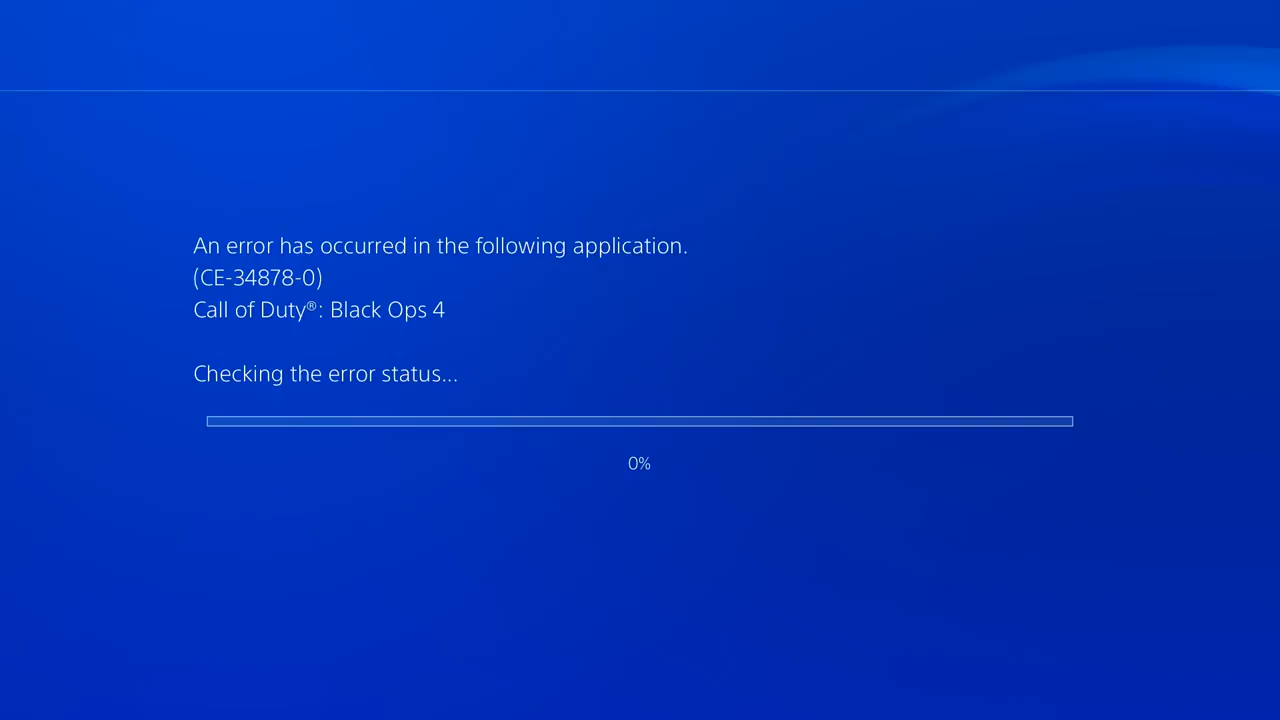 An error has occurred in the following application.
(CE-34878-0)
Call of Duty®: Black Ops 4
Checking the error status...
0%